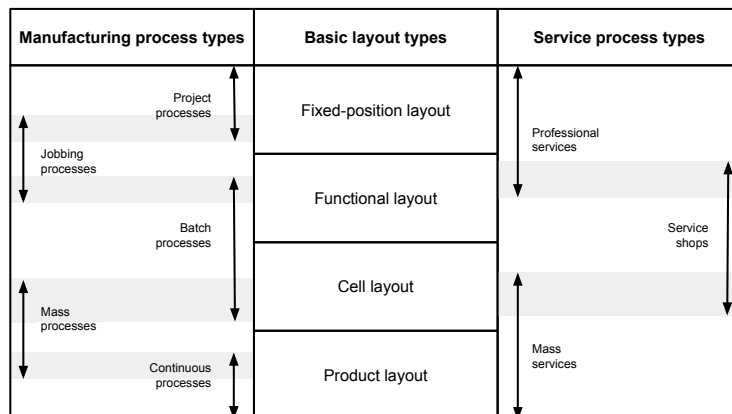 Manufacturing process types
Basic layout types
Service process types
Project
processes
Fixed-position layout
Professional
services
Jobbing
processes
Functional layout
Batch
processes
Service
shops
Cell layout
Mass
processes
Mass
services
Continuous
processes
Product layout